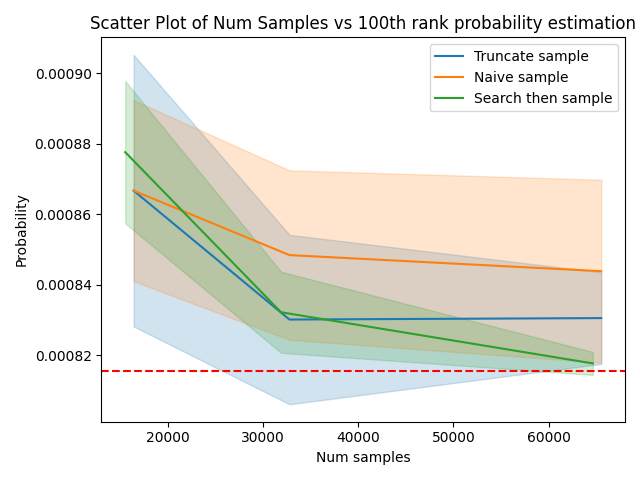 Scatter Plot of Num Samples vs 100th rank probability estimation
Truncate sample
Naive sample
Search then sample
0.00090
0.00088
0.00086
0.00084
0.00082
Probability
20000 30000 40000 50000 60000
Num samples